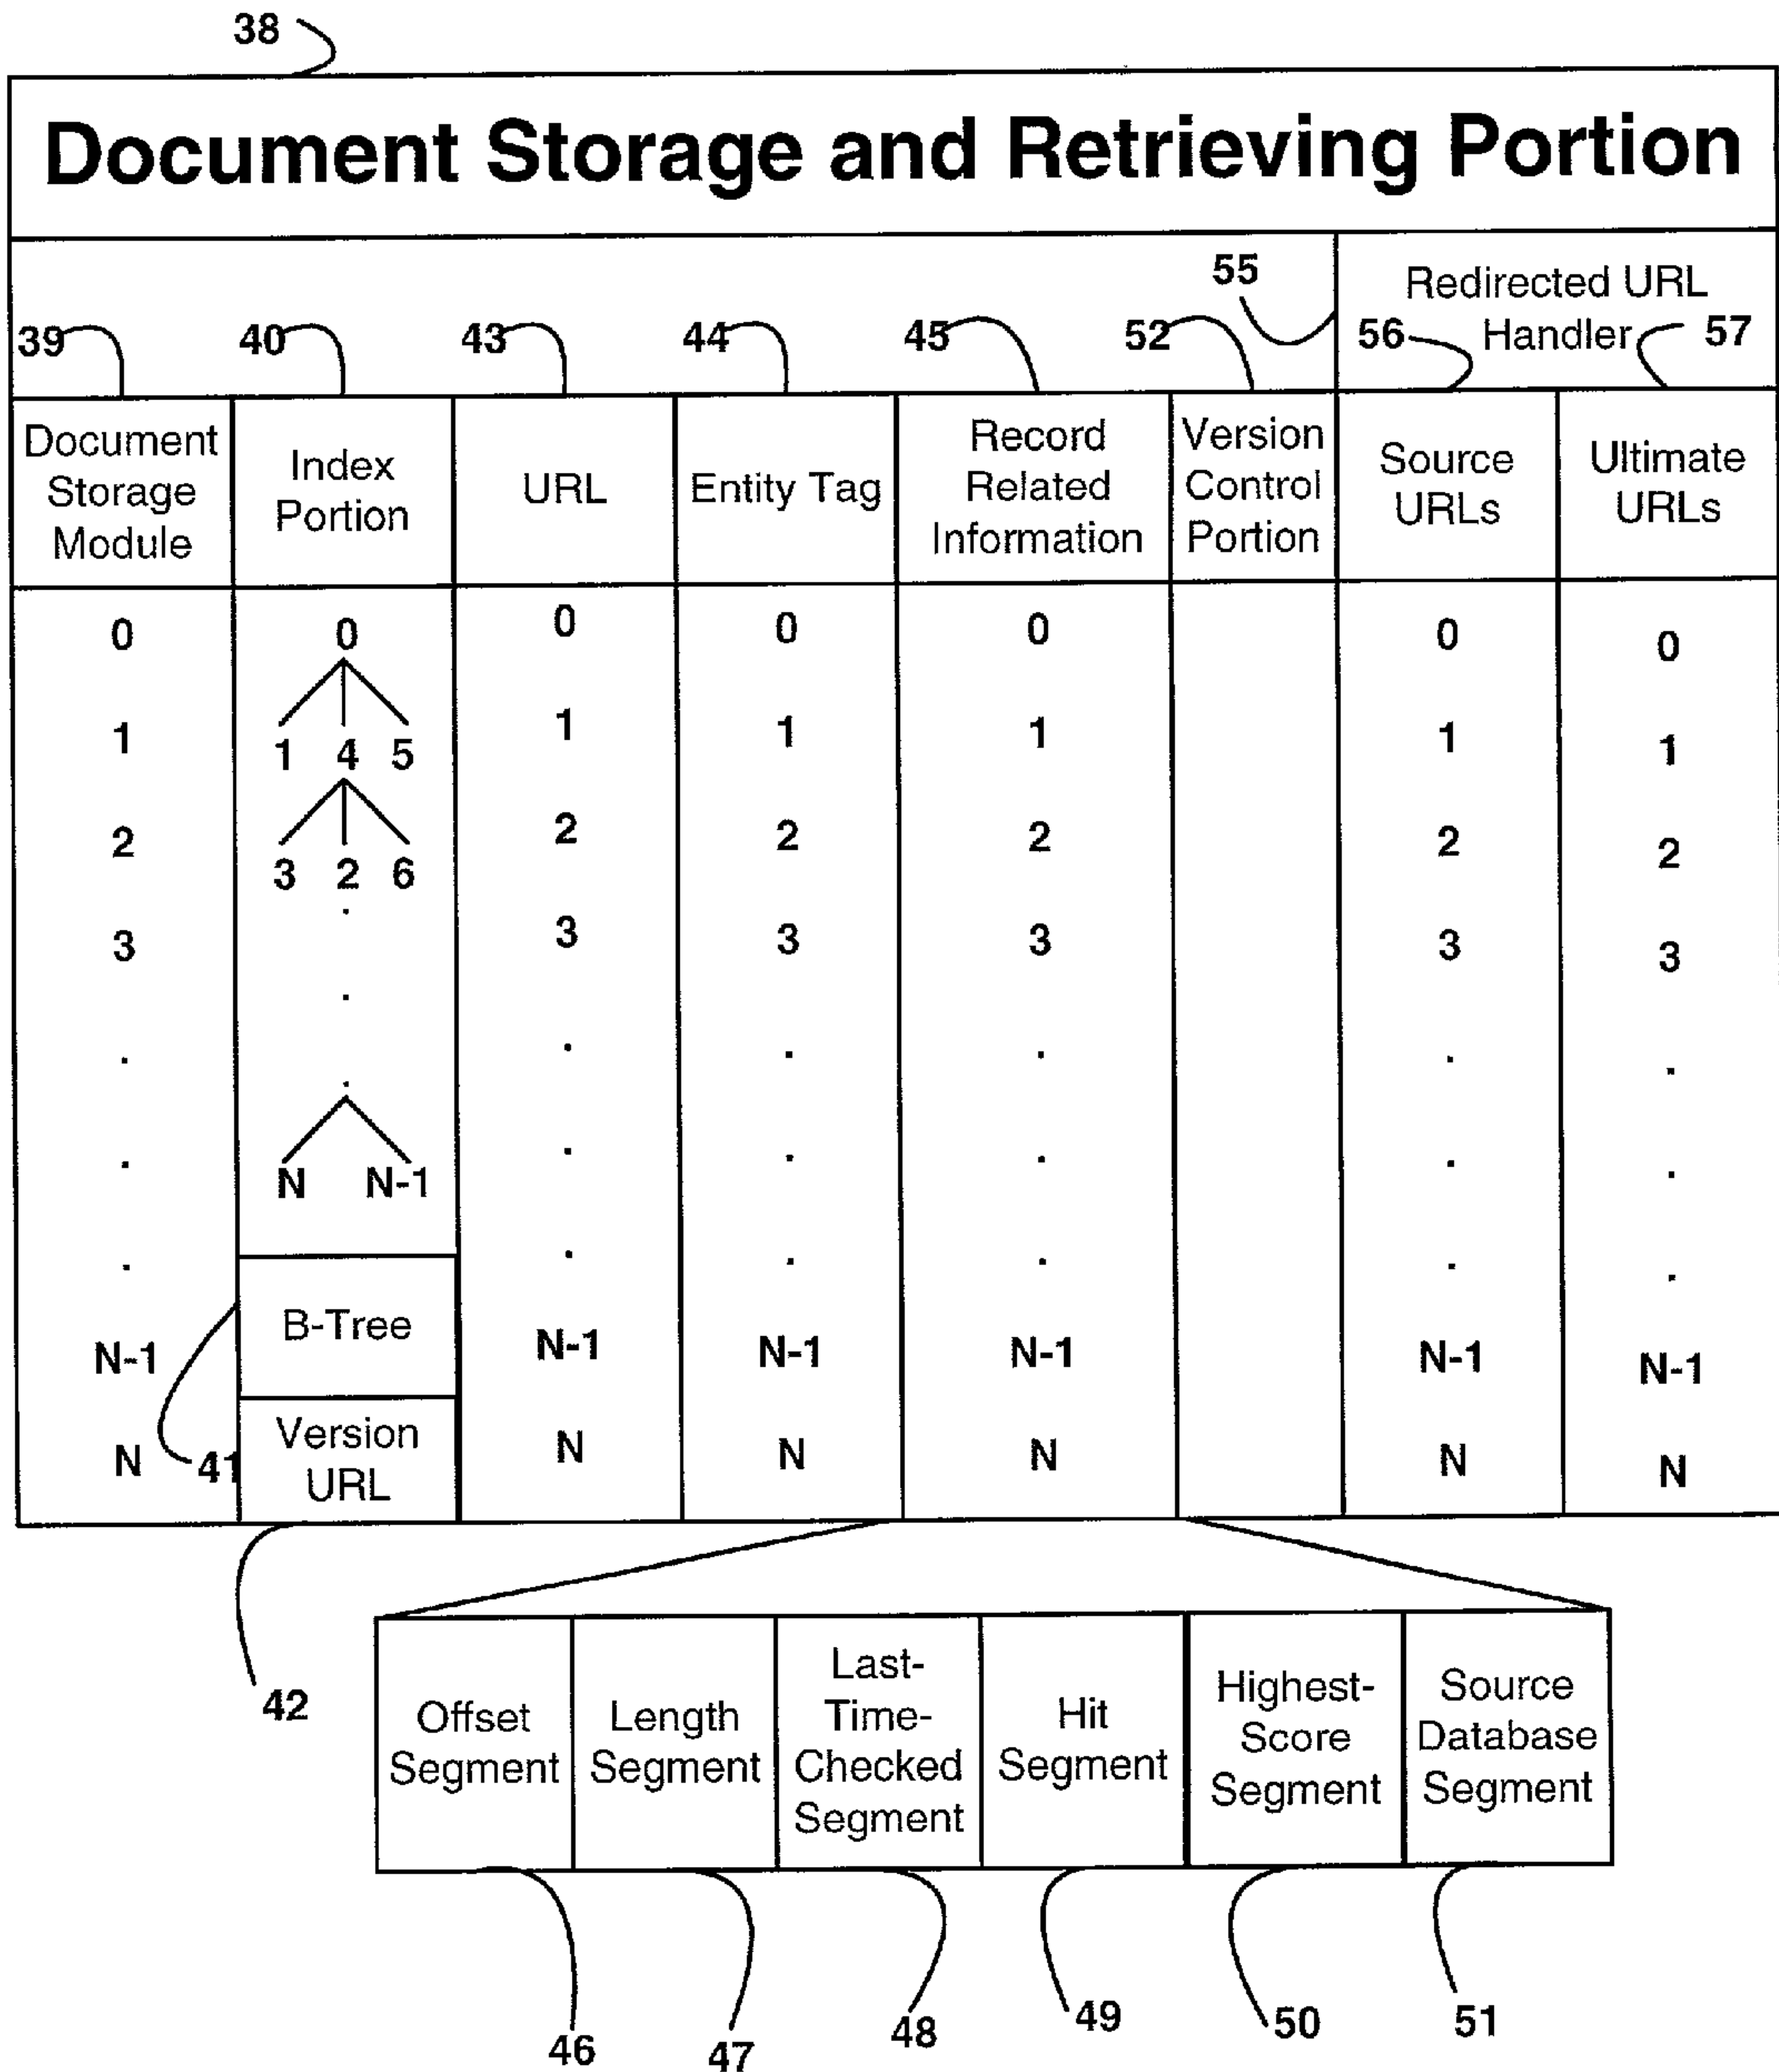 38
Document Storage and Retrieving Portion
55
Redirected URL
Handler
39
40
43
44
45
52
56
57
Document
Storage
Module
Index
Portion
URL
Entity Tag
Record
Related
Information
Version
Control
Portion
Source
URLs
Ultimate
URLs
0 0 0 0 0 0 0
1 1 4 5 1 1 1 1 1
2 3 2 6 2 2 2 2 2
3 3 3 3 3 3
. . . . . . .
. . . . . . .
N N-1
. . . . . . .
B-Tree
N-1 N-1 N-1 N-1 N-1 N-1
Version
URL
N 41 N N N N N
42
Offset
Segment
Length
Segment
Last-
Time-
Checked
Segment
Hit
Segment
Highest-
Score
Segment
Source
Database
Segment
46
47
48
49
50
51